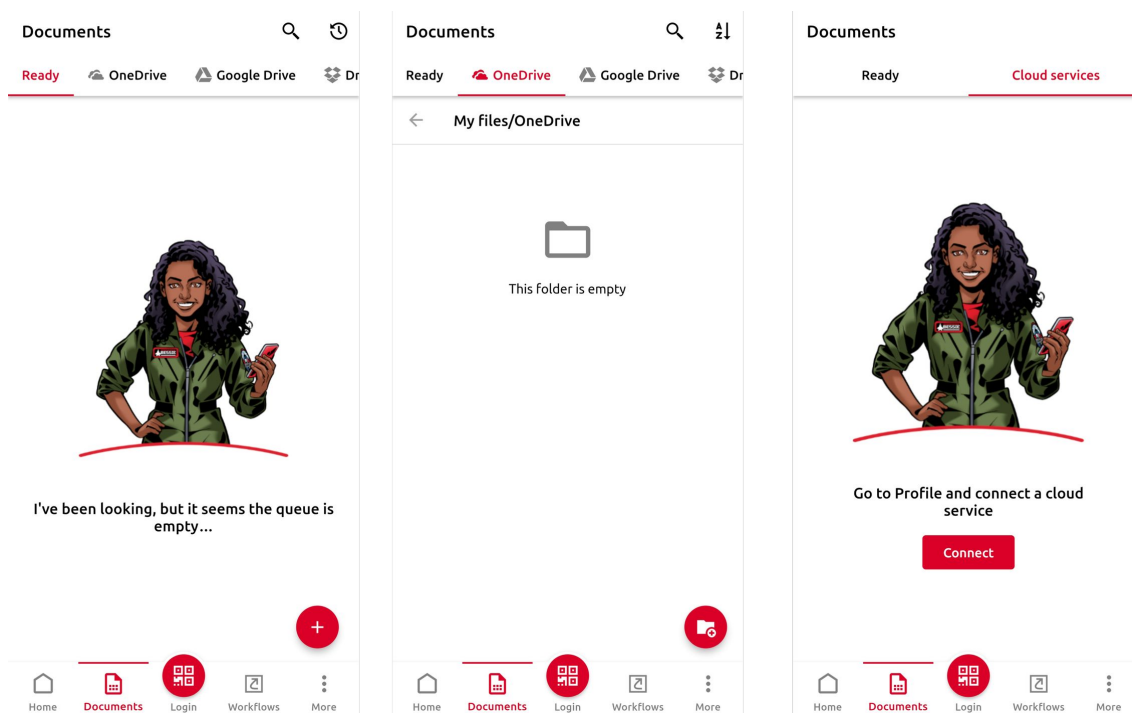 Documents
Ready OneDrive Google Drive Dr
I've been looking, but it seems the queue is
empty...
Home Documents Login Workflows More
Documents
Ready OneDrive Google Drive Dr
My files/OneDrive
This folder is empty
Home Documents Login Workflows More
Documents
Ready Cloud services
Go to Profile and connect a cloud
service
Connect
Home Documents Login Workflows More